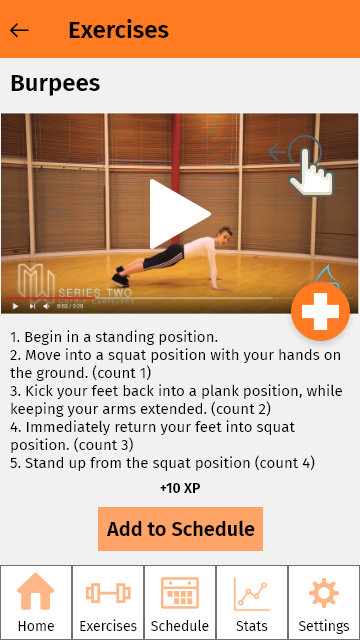 Exercises
Burpees
SERIES TWO
Cardio Exercises
0:53 / 3:28
1. Begin in a standing position.
2. Move into a squat position with your hands on
the ground. (count 1)
3. Kick your feet back into a plank position, while
keeping your arms extended. (count 2)
4. Immediately return your feet into squat
position. (count 3)
5. Stand up from the squat position (count 4)
+10 XP
Add to Schedule
Home Exercises Schedule Stats Settings